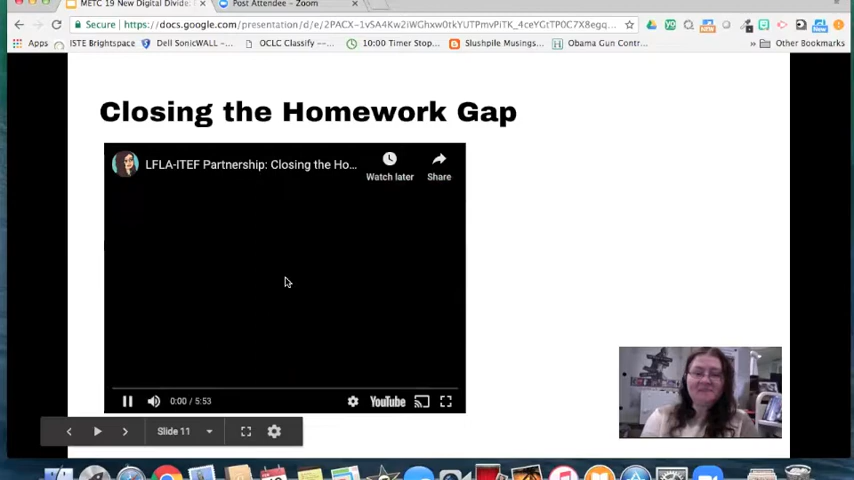 METC 19 New Digital Divide:
Post Attendee – Zoom
Secure
https://docs.google.com/presentation/d/e/2PACX-1vSA4Kw2iWGhxw0tkYUTPmvPiTK_4ceYGtTP0C7X8egq...
Apps
ISTE Brightspace
Dell SonicWALL –...
OCLC Classify –...
10:00 Timer Stop...
Slushpile Musings...
Obama Gun Contr...
» Other Bookmarks
Closing the Homework Gap
LFLA-ITEF Partnership: Closing the Ho...
Watch later
Share
0:00 / 5:53
YouTube
Slide 11